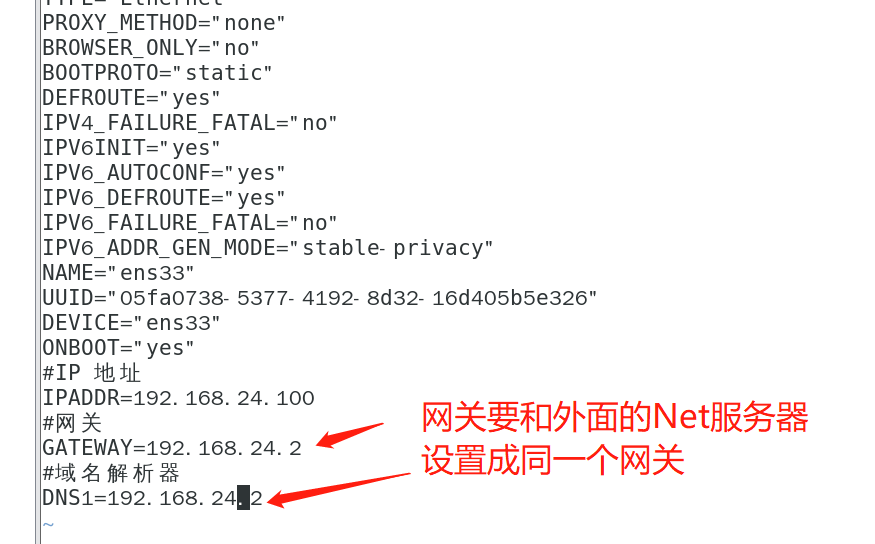 TYPE="Ethernet"
PROXY_METHOD="none"
BROWSER_ONLY="no"
BOOTPROTO="static"
DEFROUTE="yes"
IPV4_FAILURE_FATAL="no"
IPV6INIT="yes"
IPV6_AUTOCONF="yes"
IPV6_DEFROUTE="yes"
IPV6_FAILURE_FATAL="no"
IPV6_ADDR_GEN_MODE="stable-privacy"
NAME="ens33"
UUID="05fa0738-5377-4192-8d32-16d405b5e326"
DEVICE="ens33"
ONBOOT="yes"
#IP 地址
IPADDR=192.168.24.100
#网关
GATEWAY=192.168.24.2
#域名解析器
DNS1=192.168.24.2
~
网关要和外面的Net服务器
设置成同一个网关